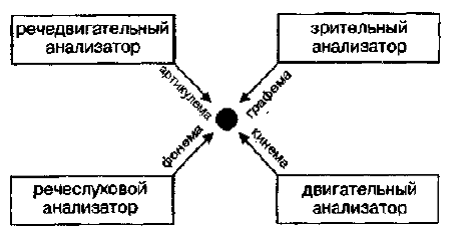 речедвигательный
анализатор
зрительный
анализатор
артикулема
графема
фонема
кинема
речеслуховой
анализатор
двигательный
анализатор